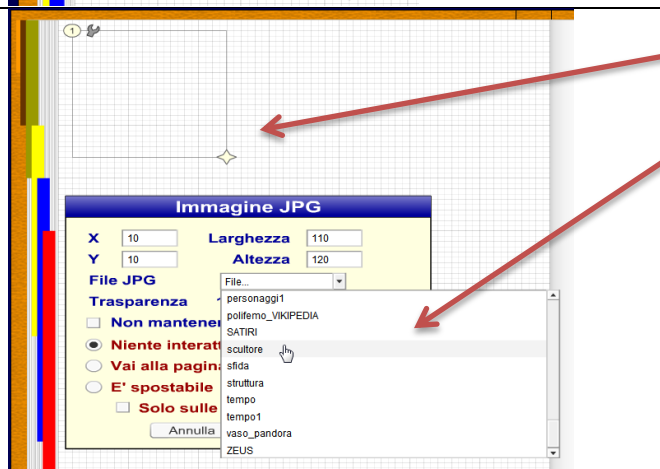 1
Immagine JPG
X 10 Larghezza 110
Y 10 Altezza 120
File JPG File...
Trasparenza
personaggi1
Non mantener
polifemo_VIKIPEDIA
SATIRI
Niente interatt
scultore
Vai alla pagina
sfida
E' spostabile
struttura
tempo
Solo sulle
tempo1
Annulla
vaso_pandora
ZEUS